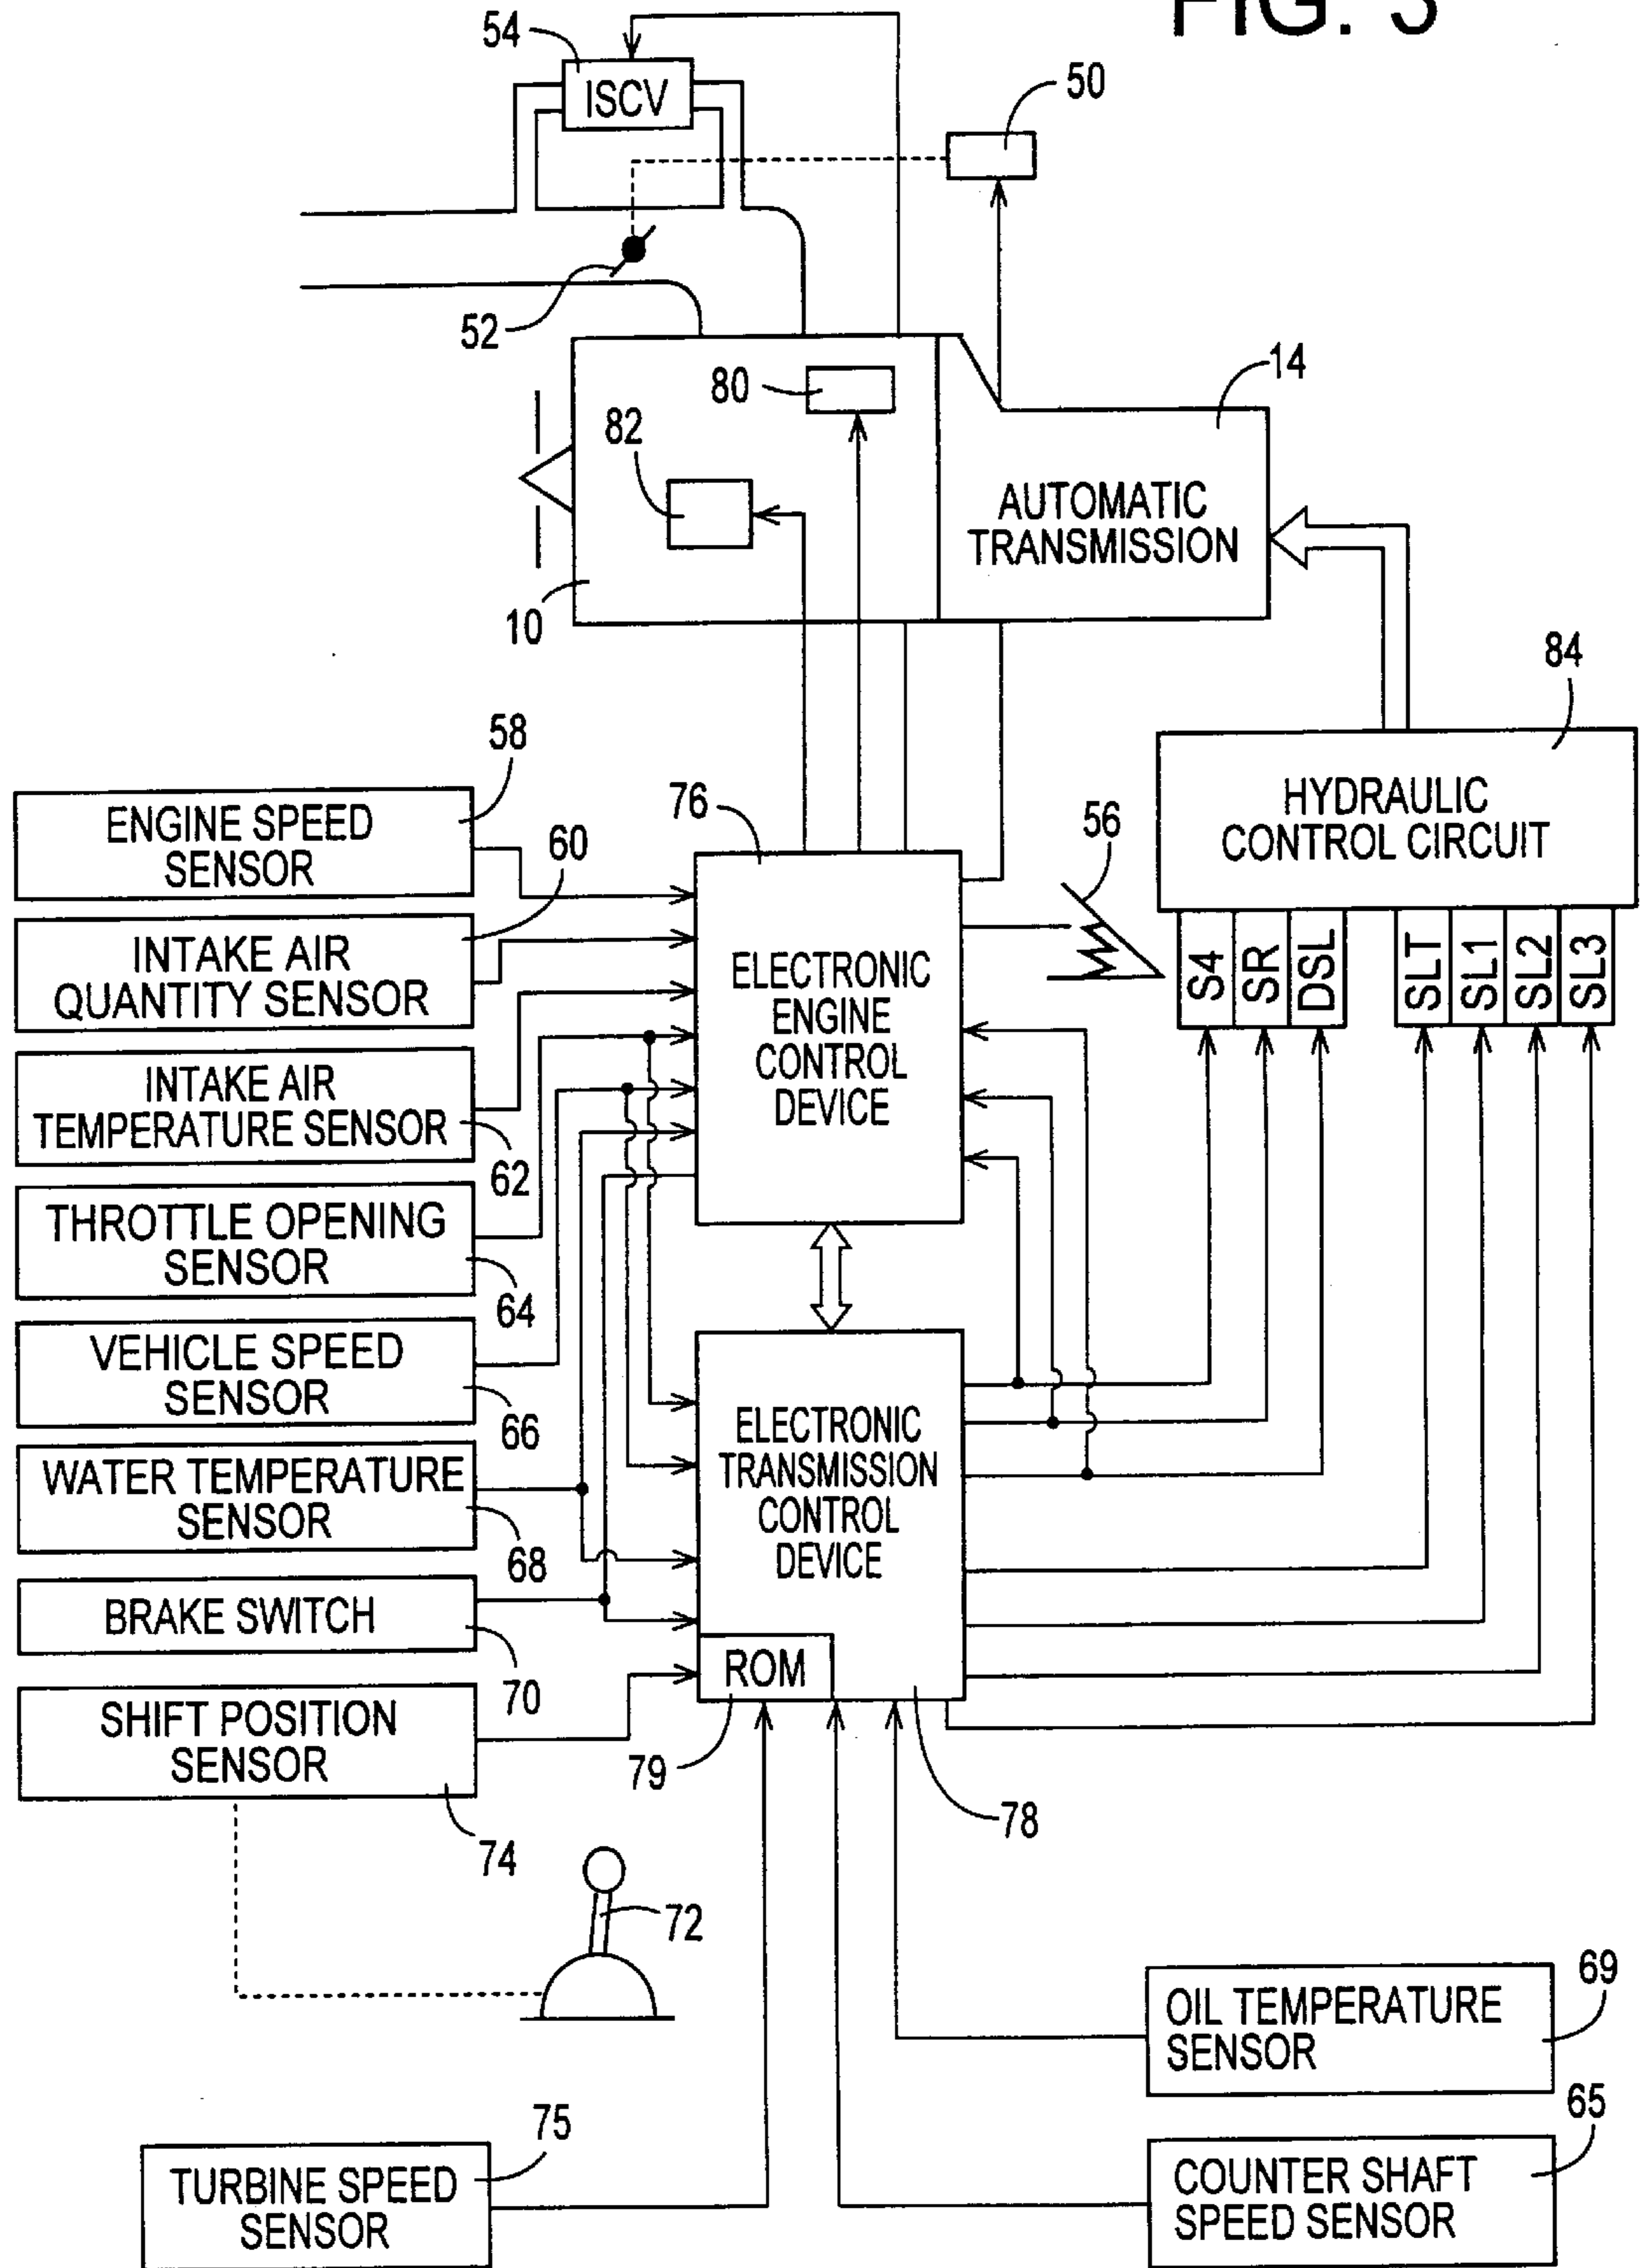 FIG. 3
54
ISCV
50
52
80
14
82
AUTOMATIC
TRANSMISSION
10
84
58
ENGINE SPEED
SENSOR
76
56
HYDRAULIC
CONTROL CIRCUIT
60
INTAKE AIR
QUANTITY SENSOR
ELECTRONIC
ENGINE
CONTROL
DEVICE
S4
SR
DSL
SLT
SL1
SL2
SL3
INTAKE AIR
TEMPERATURE SENSOR
62
THROTTLE OPENING
SENSOR
64
VEHICLE SPEED
SENSOR
66
ELECTRONIC
TRANSMISSION
CONTROL
DEVICE
WATER TEMPERATURE
SENSOR
68
BRAKE SWITCH
70
ROM
SHIFT POSITION
SENSOR
79
78
74
72
69
OIL TEMPERATURE
SENSOR
75
65
TURBINE SPEED
SENSOR
COUNTER SHAFT
SPEED SENSOR